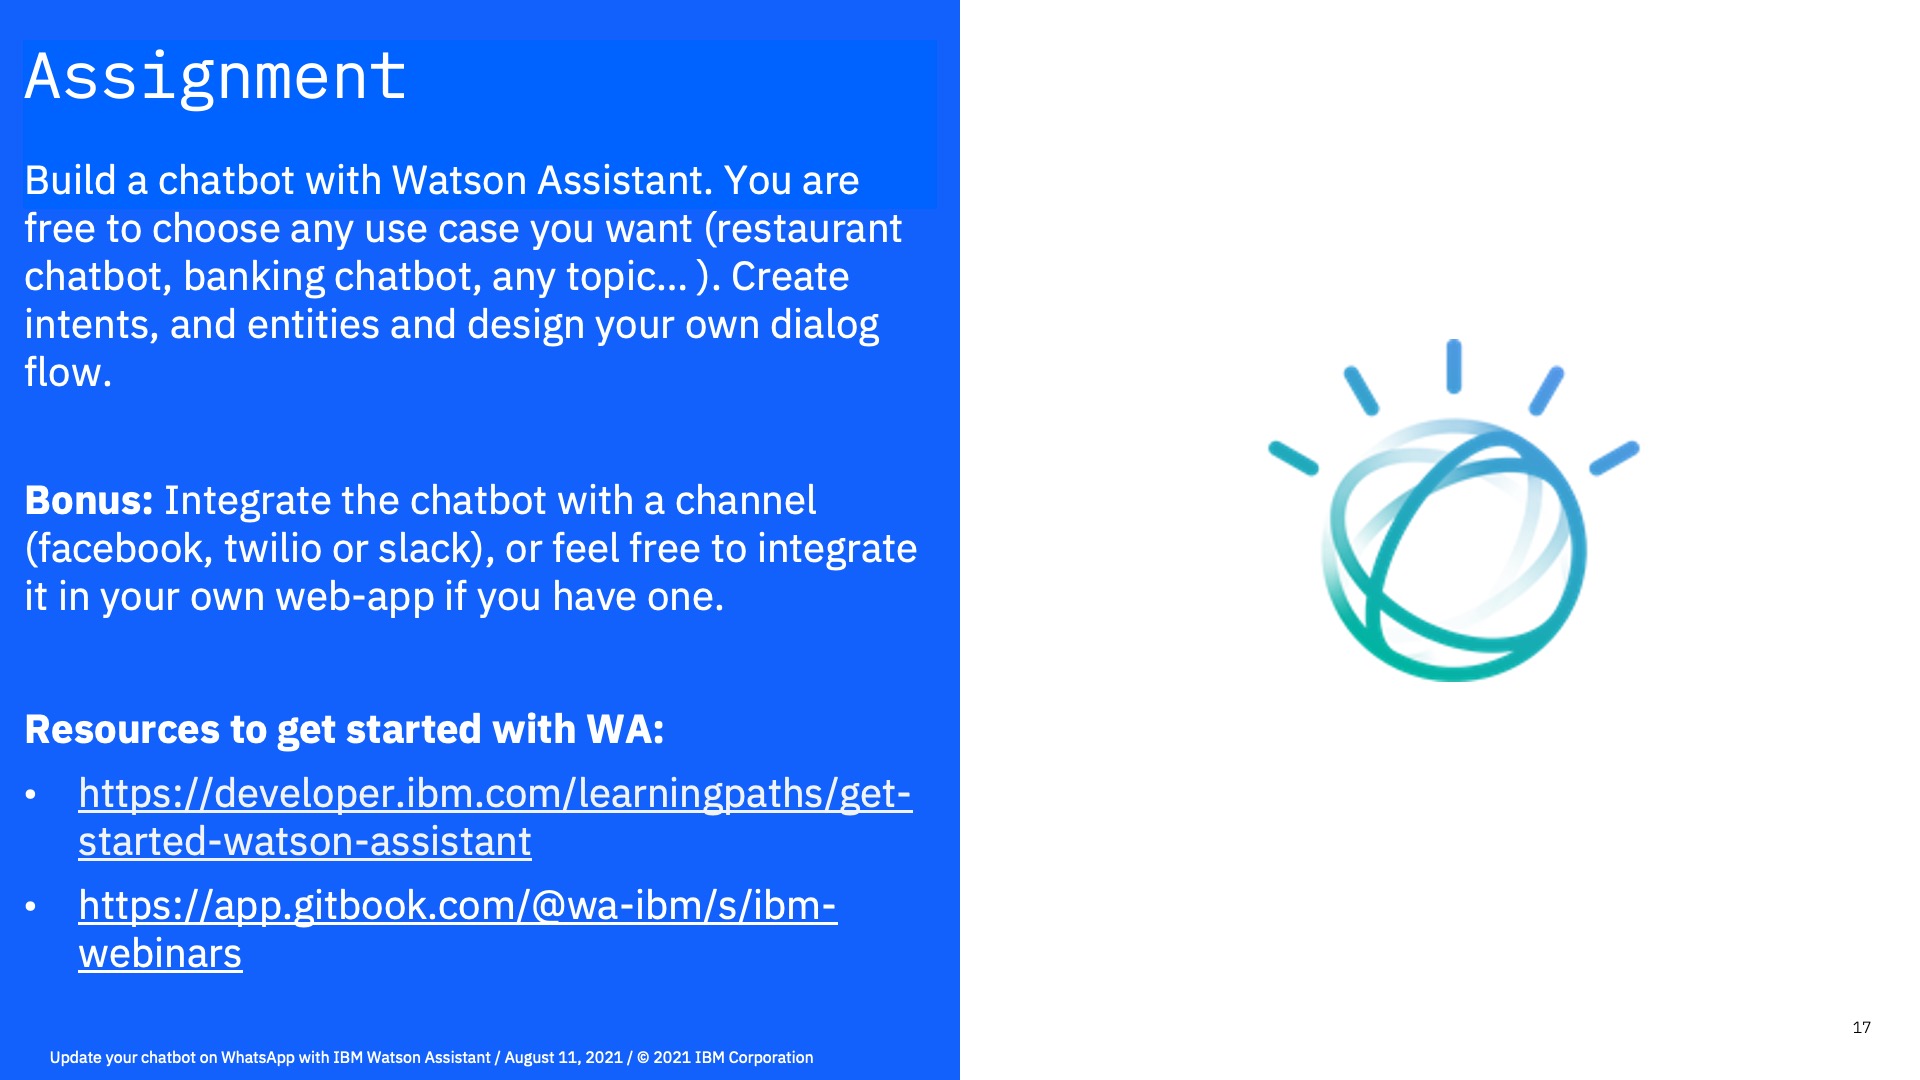 Assignment
Build a chatbot with Watson Assistant. You are
free to choose any use case you want (restaurant
chatbot, banking chatbot, any topic... ). Create
intents, and entities and design your own dialog
flow.
Bonus: Integrate the chatbot with a channel
(facebook, twilio or slack), or feel free to integrate
it in your own web-app if you have one.
Resources to get started with WA:
• https://developer.ibm.com/learningpaths/get-
started-watson-assistant
• https://app.gitbook.com/@wa-ibm/s/ibm-
webinars
17
Update your chatbot on WhatsApp with IBM Watson Assistant / August 11, 2021 / © 2021 IBM Corporation